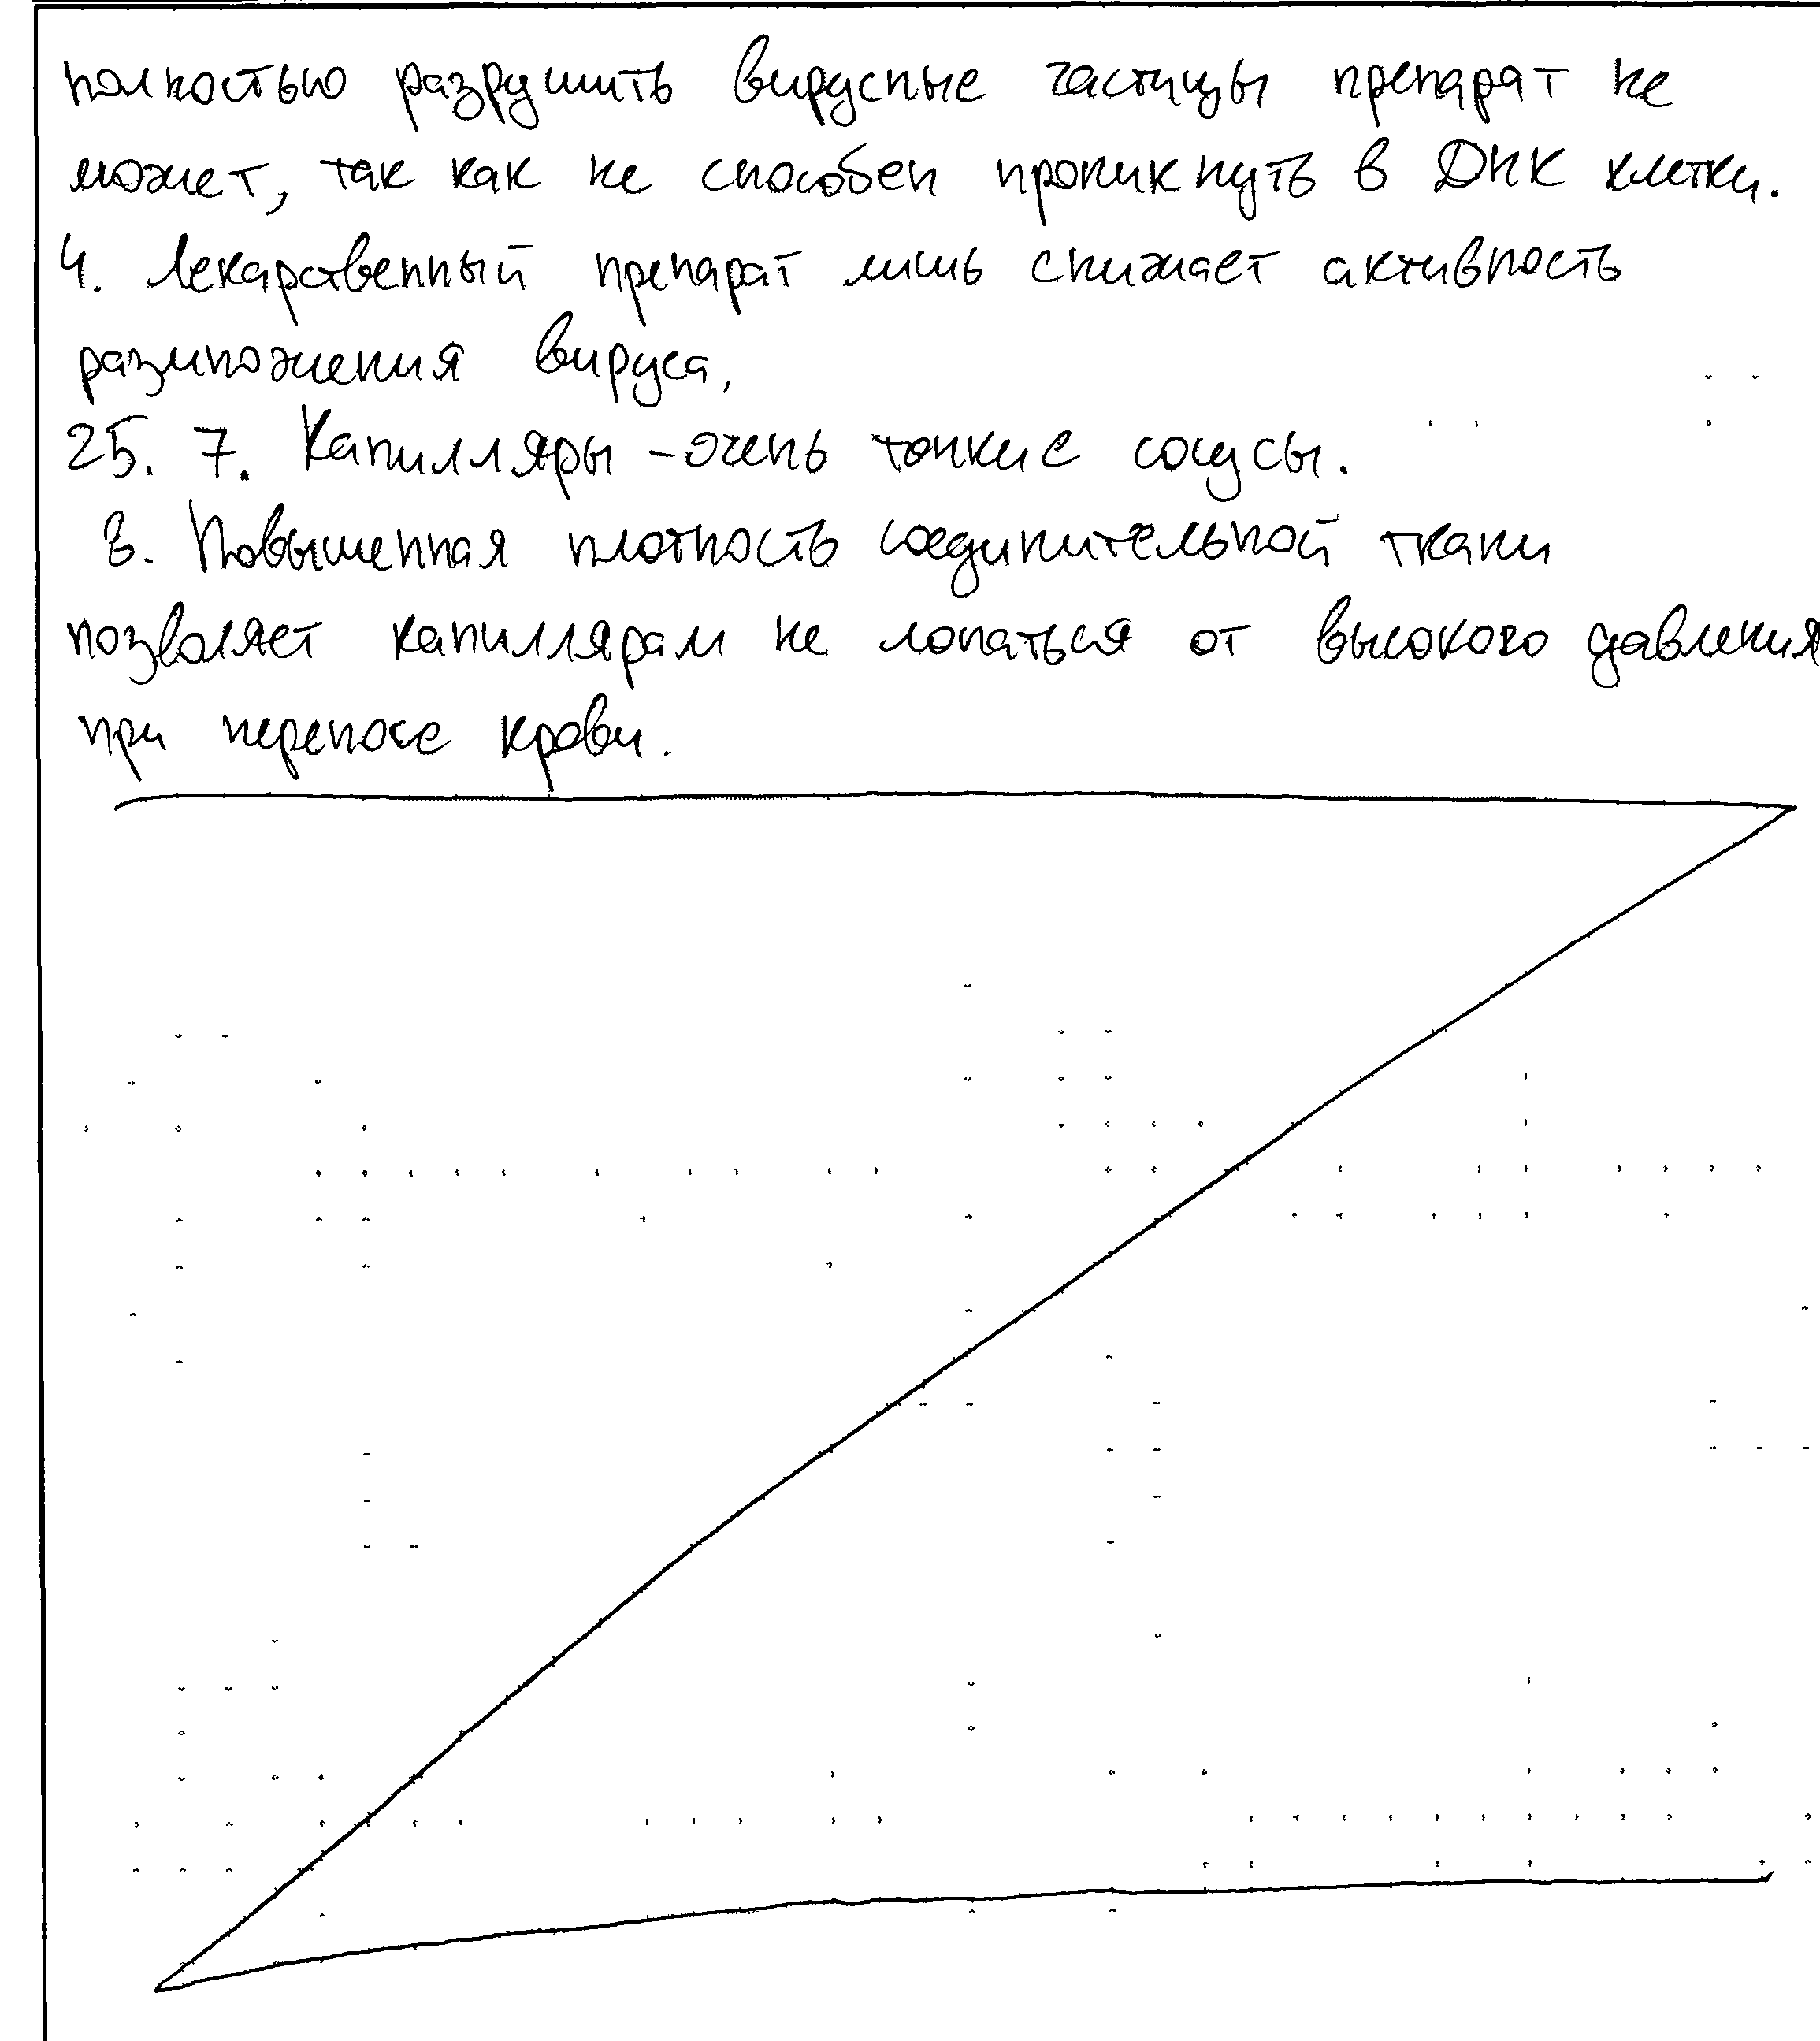 полностью разрушить вирусные частицы препарат не
может, так как не способен проникнуть в ДНК клетки.
4. Лекарственный препарат лишь снижает активность
размножения вируса,
25. 7. Капилляры - очень тонкие сосусы.
8. Повышенная плотность соединительной ткани
позволяет капиллярам не лопаться от высокого давления
при переносе крови.